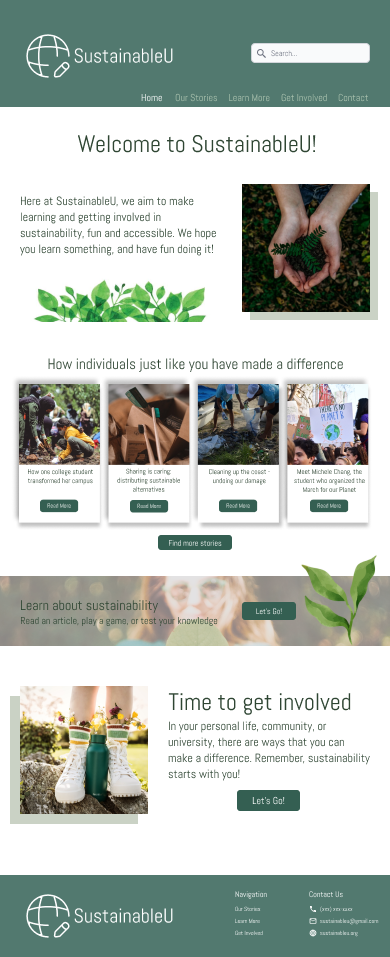 SustainableU
Search...
Home Our Stories Learn More Get Involved Contact
Welcome to SustainableU!
Here at SustainableU, we aim to make
learning and getting involved in
sustainability, fun and accessible. We hope
you learn something, and have fun doing it!
How individuals just like you have made a difference
How one college student
transformed her campus
Read More
Sharing is caring:
distributing sustainable
alternatives
Read More
Cleaning up the coast -
undoing our damage
Read More
THERE IS NO
PLANET B
Meet Michele Chang, the
student who organized the
March for our Planet
Read More
Find more stories
Learn about sustainability
Read an article, play a game, or test your knowledge
Let's Go!
Time to get involved
In your personal life, community, or
university, there are ways that you can
make a difference. Remember, sustainability
starts with you!
Let's Go!
SustainableU
Navigation
Our Stories
Learn More
Get Involved
Contact Us
sustainableu@gmail.com
sustainableu.org